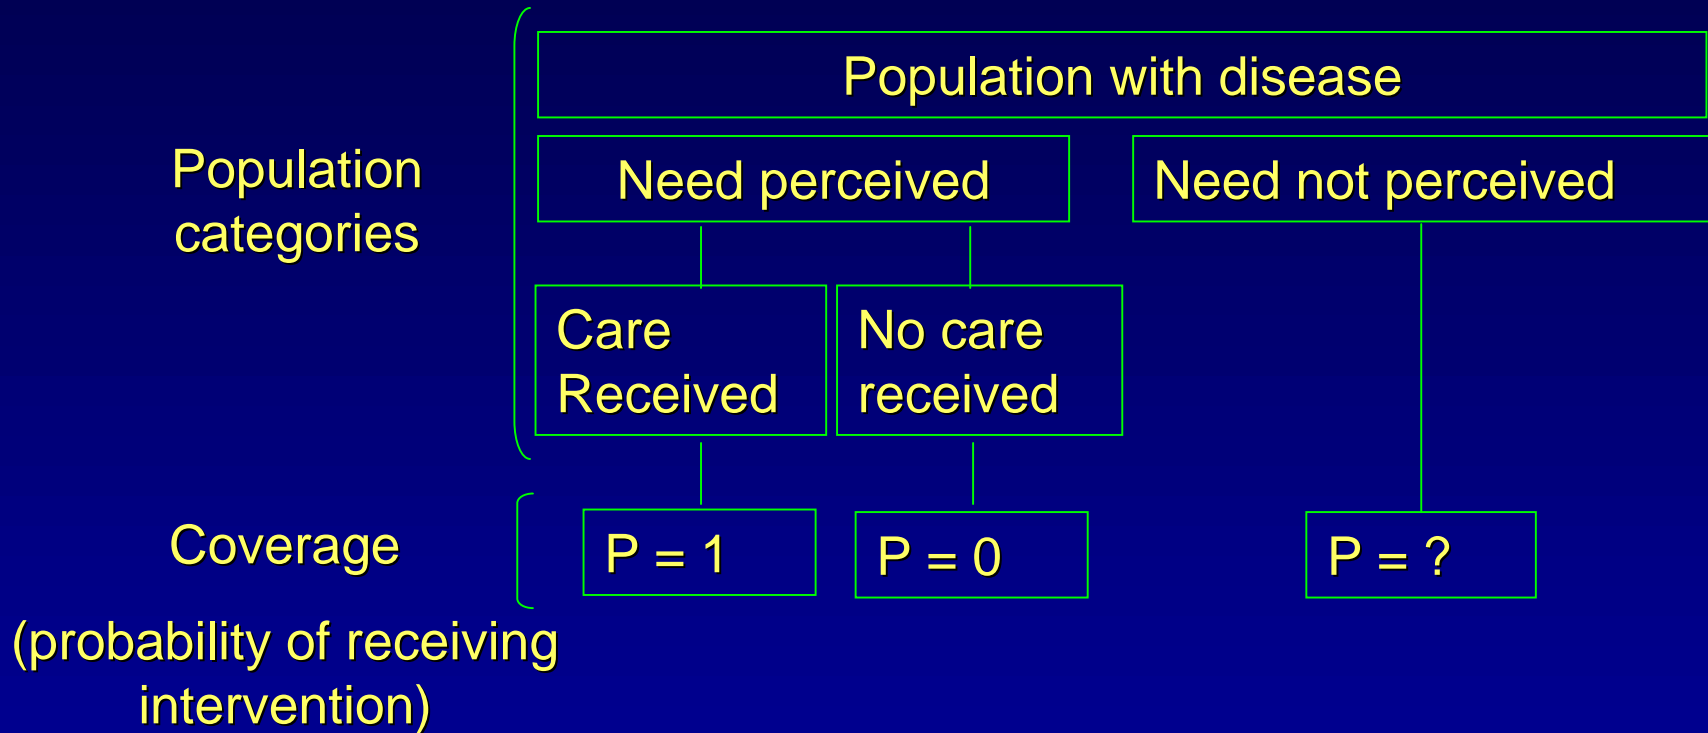 Population with disease
Population
categories
Need perceived
Need not perceived
Care
Received
No care
received
Coverage
P = 1
P = 0
P = ?
(probability of receiving
intervention)